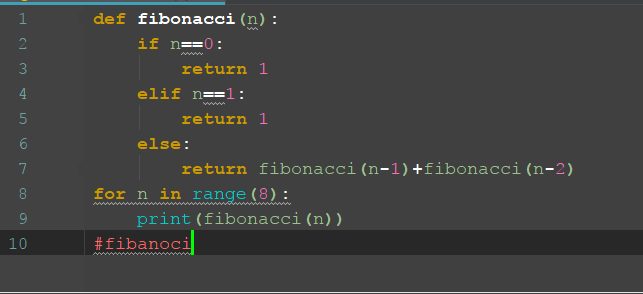 1 def fibonacci(n):
2 if n==0:
3 return 1
4 elif n==1:
5 return 1
6 else:
7 return fibonacci(n-1)+fibonacci(n-2)
8 for n in range(8):
9 print(fibonacci(n))
10 #fibanoci